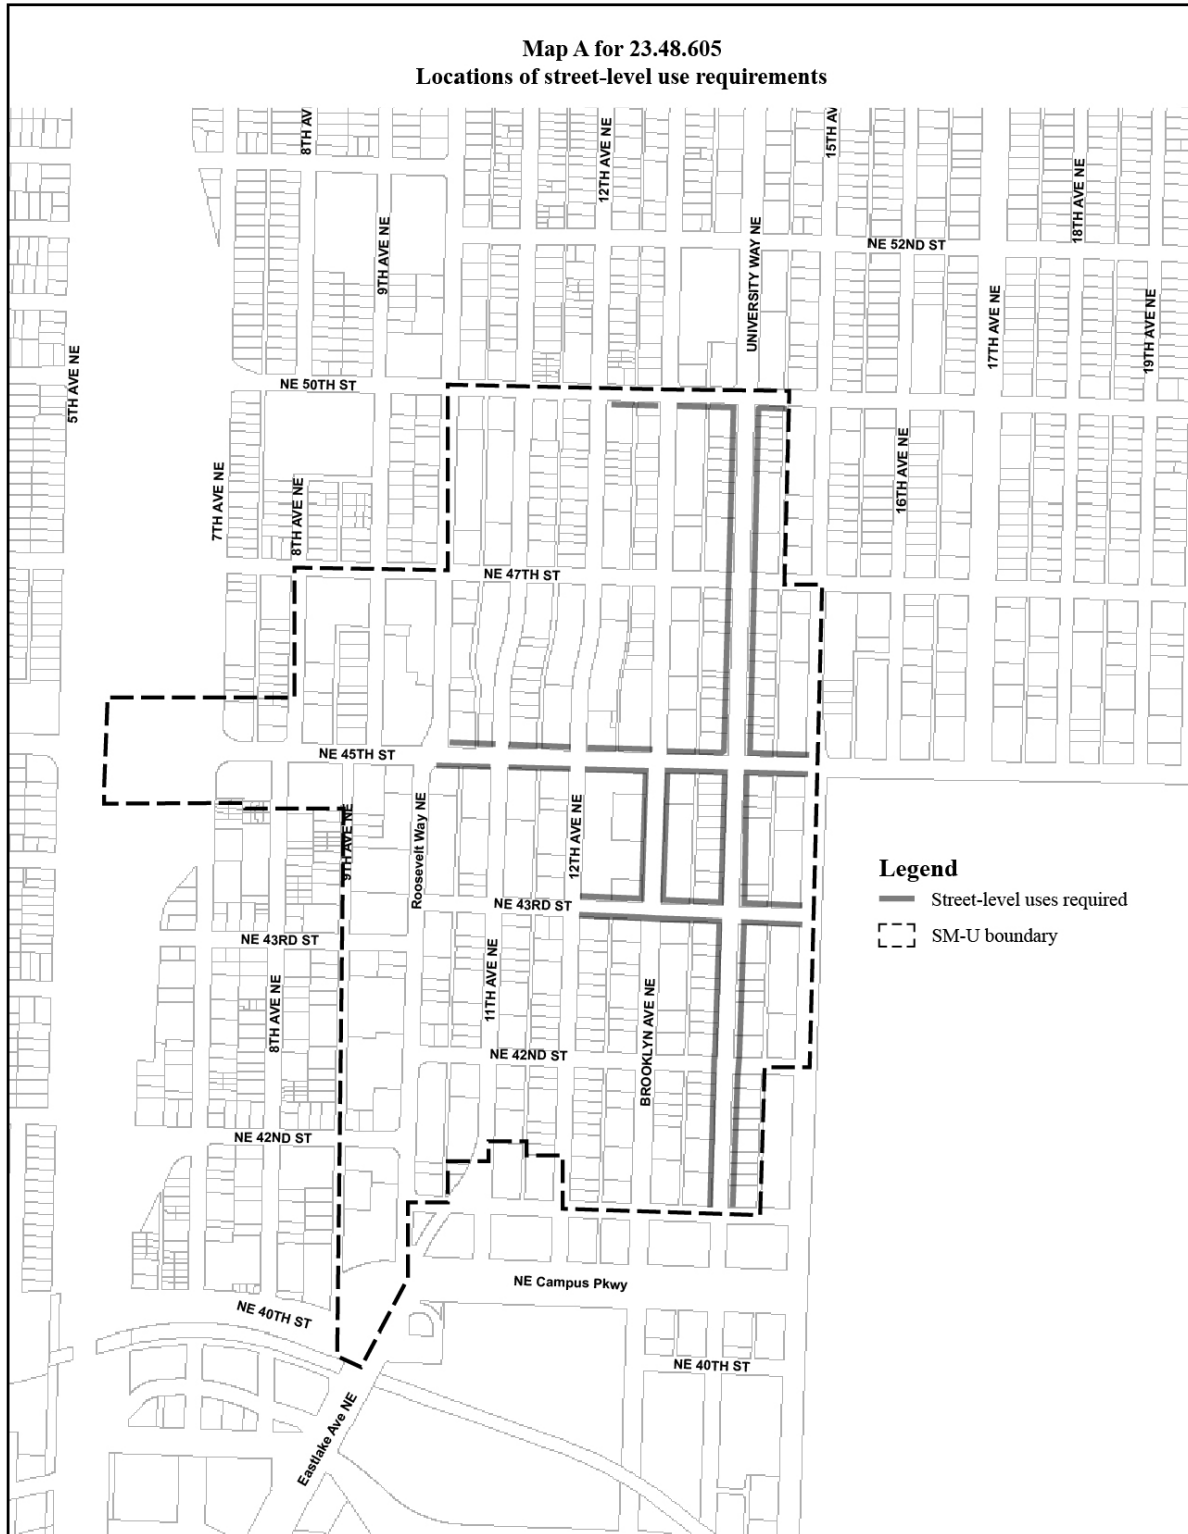 Map A for 23.48.605
Locations of street-level use requirements
8TH AV
12TH AVE NE
15TH AV
18TH AVE NE
9TH AVE NE
UNIVERSITY WAY NE
NE 52ND ST
17TH AVE NE
19TH AVE NE
5TH AVE NE
NE 50TH ST
7TH AVE NE
8TH AVE NE
16TH AVE NE
NE 47TH ST
NE 45TH ST
9TH AVE NE
Roosevelt Way NE
12TH AVE NE
Legend
Street-level uses required
SM-U boundary
NE 43RD ST
NE 43RD ST
8TH AVE NE
11TH AVE NE
BROOKLYN AVE NE
NE 42ND ST
NE 42ND ST
NE Campus Pkwy
NE 40TH ST
NE 40TH ST
Eastlake Ave NE